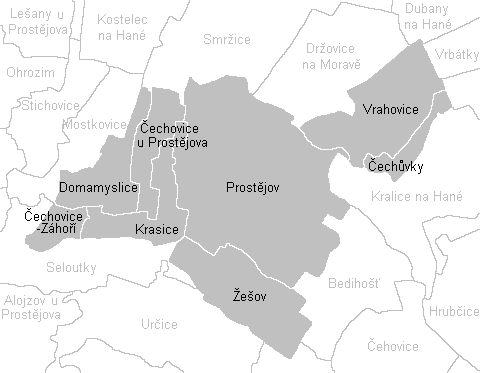 Lešany u
Prostějova
Kostelec
na Hané
Smržice
Držovice
na Moravě
Dubany
na Hané
Vrbátky
Ohrozim
Stichovice
Mostkovice
Čechovice
u Prostějova
Vrahovice
Čechůvky
Domamyslice
Prostějov
Kralice na Hané
Čechovice
-Záhoří
Krasice
Seloutky
Žešov
Bedihošť
Alojzov u
Prostějova
Určice
Hrubčice
Čehovice